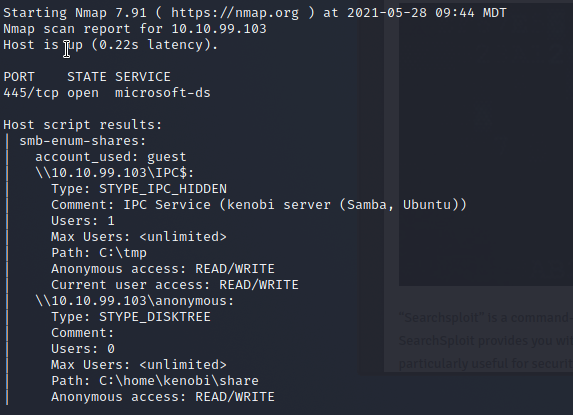 Starting Nmap 7.91 ( https://nmap.org ) at 2021-05-28 09:44 MDT
Nmap scan report for 10.10.99.103
Host is up (0.22s latency).
PORT    STATE SERVICE
445/tcp open  microsoft-ds
Host script results:
| smb-enum-shares:
|   account_used: guest
|   \\10.10.99.103\IPC$:
|     Type: STYPE_IPC_HIDDEN
|     Comment: IPC Service (kenobi server (Samba, Ubuntu))
|     Users: 1
|     Max Users: <unlimited>
|     Path: C:\tmp
|     Anonymous access: READ/WRITE
|     Current user access: READ/WRITE
|   \\10.10.99.103\anonymous:
|     Type: STYPE_DISKTREE
|     Comment:
|     Users: 0
|     Max Users: <unlimited>
|     Path: C:\home\kenobi\share
|     Anonymous access: READ/WRITE
"Searchsploit" is a command
SearchSploit provides you wi
particularly useful for securi